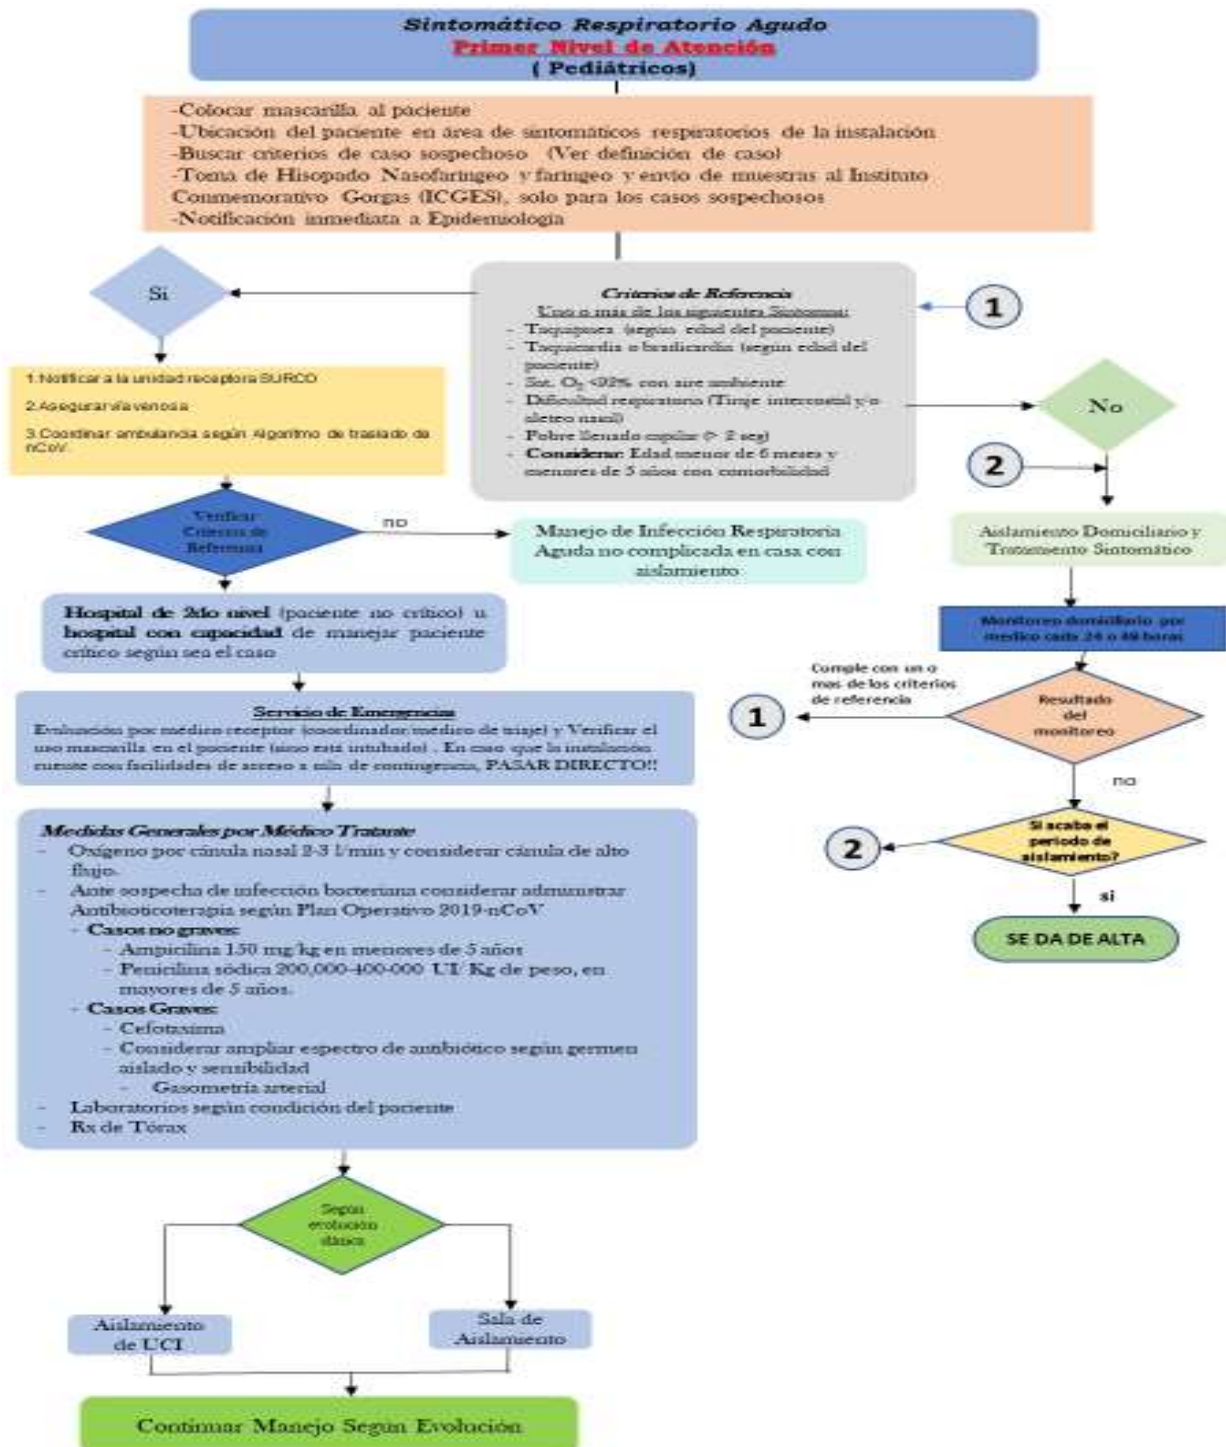 Sintomático Respiratorio Agudo
Primer Nivel de Atención
( Pediátricos)
-Colocar mascarilla al paciente
-Ubicación del paciente en área de sintomáticos respiratorios de la instalación
-Buscar criterios de caso sospechoso (Ver definición de caso)
-Toma de Hisopado Nasofaríngeo y faríngeo y envío de muestras al Instituto
Conmemorativo Gorgas (ICGES), solo para los casos sospechosos
-Notificación inmediata a Epidemiología
Si
Criterios de Referencia
Uno o más de los siguientes Síntomas:
- Taquipnea (según edad del paciente)
- Taquicardia o bradicardia (según edad del
paciente)
- Sat. O₂ <92% con aire ambiente
- Dificultad respiratoria (Tiraje intercostal y/o
aleteo nasal)
- Pobre llenado capilar (> 2 seg)
- Considerar: Edad menor de 6 meses y
menores de 5 años con comorbilidad
1
1.Notificar a la unidad receptora SURCO
2.Asegurar vía venosa
3.Coordinar ambulancia según Algoritmo de traslado de
nCoV.
No
2
Verificar
Criterios de
Referencia
no
Manejo de Infección Respiratoria
Aguda no complicada en casa con
aislamiento
Aislamiento Domiciliario y
Tratamiento Sintomático
Hospital de 2do nivel (paciente no crítico) u
hospital con capacidad de manejar paciente
crítico según sea el caso
Monitoreo domiciliario por
medico cada 24 o 48 horas
Cumple con un o
mas de los criterios
de referencia
1
Resultado
del
monitoreo
no
Servicio de Emergencias
Evaluación por médico receptor (coordinador/médico de triaje) y Verificar el
uso mascarilla en el paciente (sino está intubado) . En caso que la instalación
cuente con facilidades de acceso a sala de contingencia, PASAR DIRECTO!!
2
Si acaba el
periodo de
aislamiento?
si
SE DA DE ALTA
Medidas Generales por Médico Tratante
- Oxígeno por cánula nasal 2-3 l/min y considerar cánula de alto
flujo.
- Ante sospecha de infección bacteriana considerar administrar
Antibioticoterapia según Plan Operativo 2019-nCoV
- Casos no graves:
- Ampicilina 150 mg/kg en menores de 5 años
- Penicilina sódica 200,000-400-000 UI/ Kg de peso, en
mayores de 5 años.
- Casos Graves:
- Cefotaxima
- Considerar ampliar espectro de antibiótico según germen
aislado y sensibilidad
- Gasometría arterial
- Laboratorios según condición del paciente
- Rx de Tórax
Según
evolución
clínica
Aislamiento
de UCI
Sala de
Aislamiento
Continuar Manejo Según Evolución